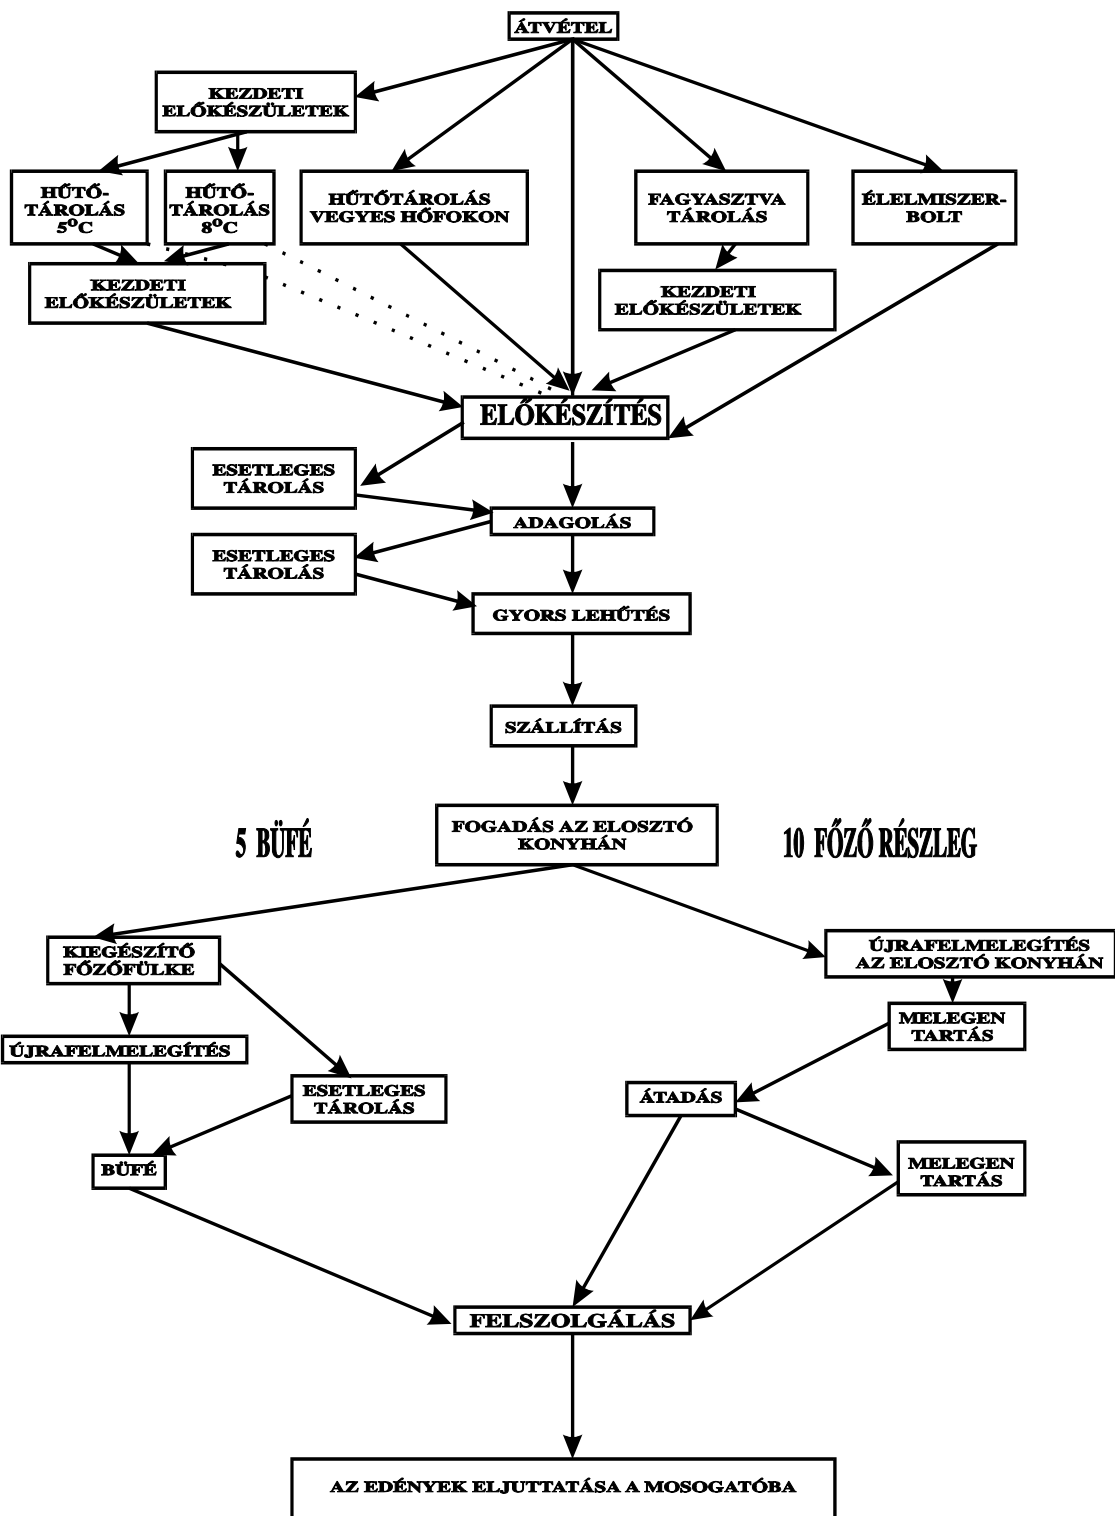 ÁTVÉTEL
KEZDETI
ELŐKÉSZÜLETEK
HŰTŐ-
TÁROLÁS
5⁰C
HŰTŐ-
TÁROLÁS
8⁰C
HŰTŐTÁROLÁS
VEGYES HŐFOKON
FAGYASZTVA
TÁROLÁS
ÉLELMISZER-
BOLT
KEZDETI
ELŐKÉSZÜLETEK
KEZDETI
ELŐKÉSZÜLETEK
ELŐKÉSZÍTÉS
ESETLEGES
TÁROLÁS
ADAGOLÁS
ESETLEGES
TÁROLÁS
GYORS LEHŰTÉS
SZÁLLÍTÁS
FOGADÁS AZ ELOSZTÓ
KONYHÁN
5 BÜFÉ
10 FŐZŐ RÉSZLEG
KIEGÉSZÍTŐ
FŐZŐFÜLKE
ÚJRAFELMELEGÍTÉS
AZ ELOSZTÓ KONYHÁN
MELEGEN
TARTÁS
ÚJRAFELMELEGÍTÉS
ESETLEGES
TÁROLÁS
ÁTADÁS
BÜFÉ
MELEGEN
TARTÁS
FELSZOLGÁLÁS
AZ EDÉNYEK ELJUTTATÁSA A MOSOGATÓBA